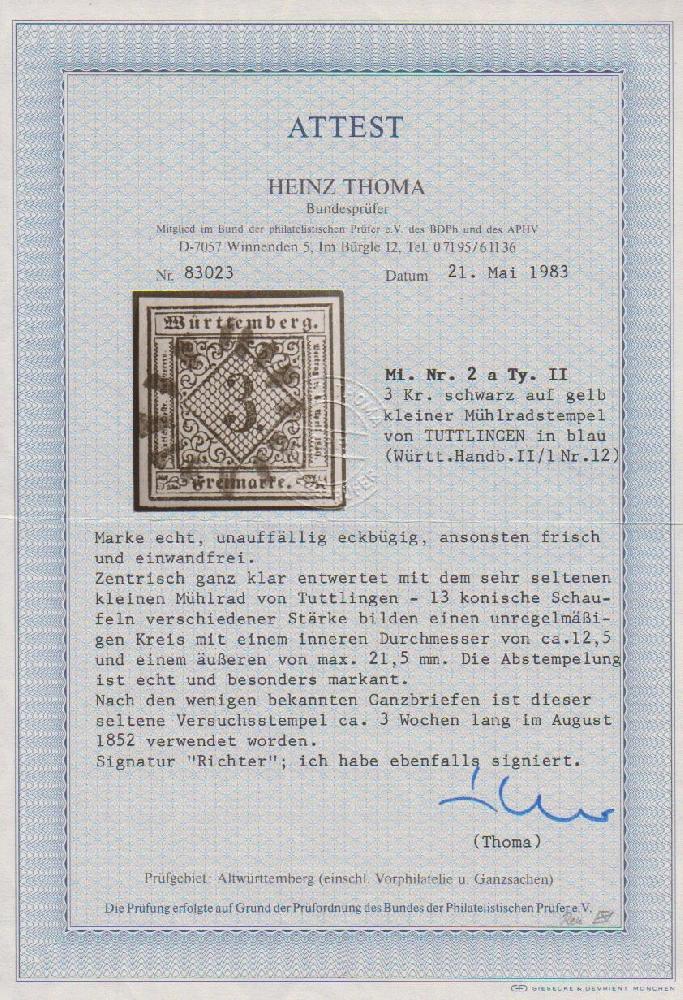 ATTEST
HEINZ THOMA
Bundesprüfer
Mitglied im Bund der philatelistischen Prüfer e.V. des BDPh und des APHV
D-7057 Winnenden 5, Im Bürgle 12, Tel. 07195/61136
Nr. 83023
Datum 21. Mai 1983
Württemberg.
3.
Freimarke.
Mi. Nr. 2 a Ty. II
3 Kr. schwarz auf gelb
kleiner Mühlradstempel
von TUTTLINGEN in blau
(Württ.Handb.II/1 Nr.12)
Marke echt, unauffällig eckbügig, ansonsten frisch
und einwandfrei.
Zentrisch ganz klar entwertet mit dem sehr seltenen
kleinen Mühlrad von Tuttlingen - 13 konische Schau-
feln verschiedener Stärke bilden einen unregelmäßi-
gen Kreis mit einem inneren Durchmesser von ca.12,5
und einem äußeren von max. 21,5 mm. Die Abstempelung
ist echt und besonders markant.
Nach den wenigen bekannten Ganzbriefen ist dieser
seltene Versuchsstempel ca. 3 Wochen lang im August
1852 verwendet worden.
Signatur "Richter"; ich habe ebenfalls signiert.
(Thoma)
Prüfgebiet: Altwürttemberg (einschl. Vorphilatelie u. Ganzsachen)
Die Prüfung erfolgte auf Grund der Prüfordnung des Bundes der Philatelistischen Prüfer e.V.
GIESECKE & DEVRIENT MÜNCHEN